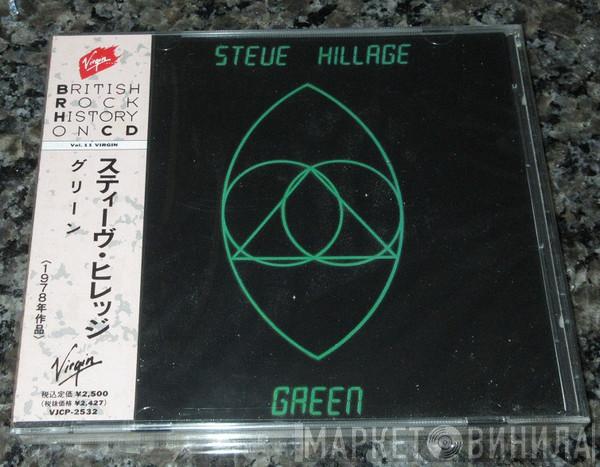 Virgin
BRITISH
ROCK
HISTORY
ON CD
Vol. 11 VIRGIN
スティーヴ・ヒレッジ
グリーン
〈1978年作品〉
Virgin
税込定価 ¥2,500
(税抜価格 ¥2,427)
VJCP-2532
STEVE HILLAGE
GREEN
МАРКЕТ ВИНИЛА